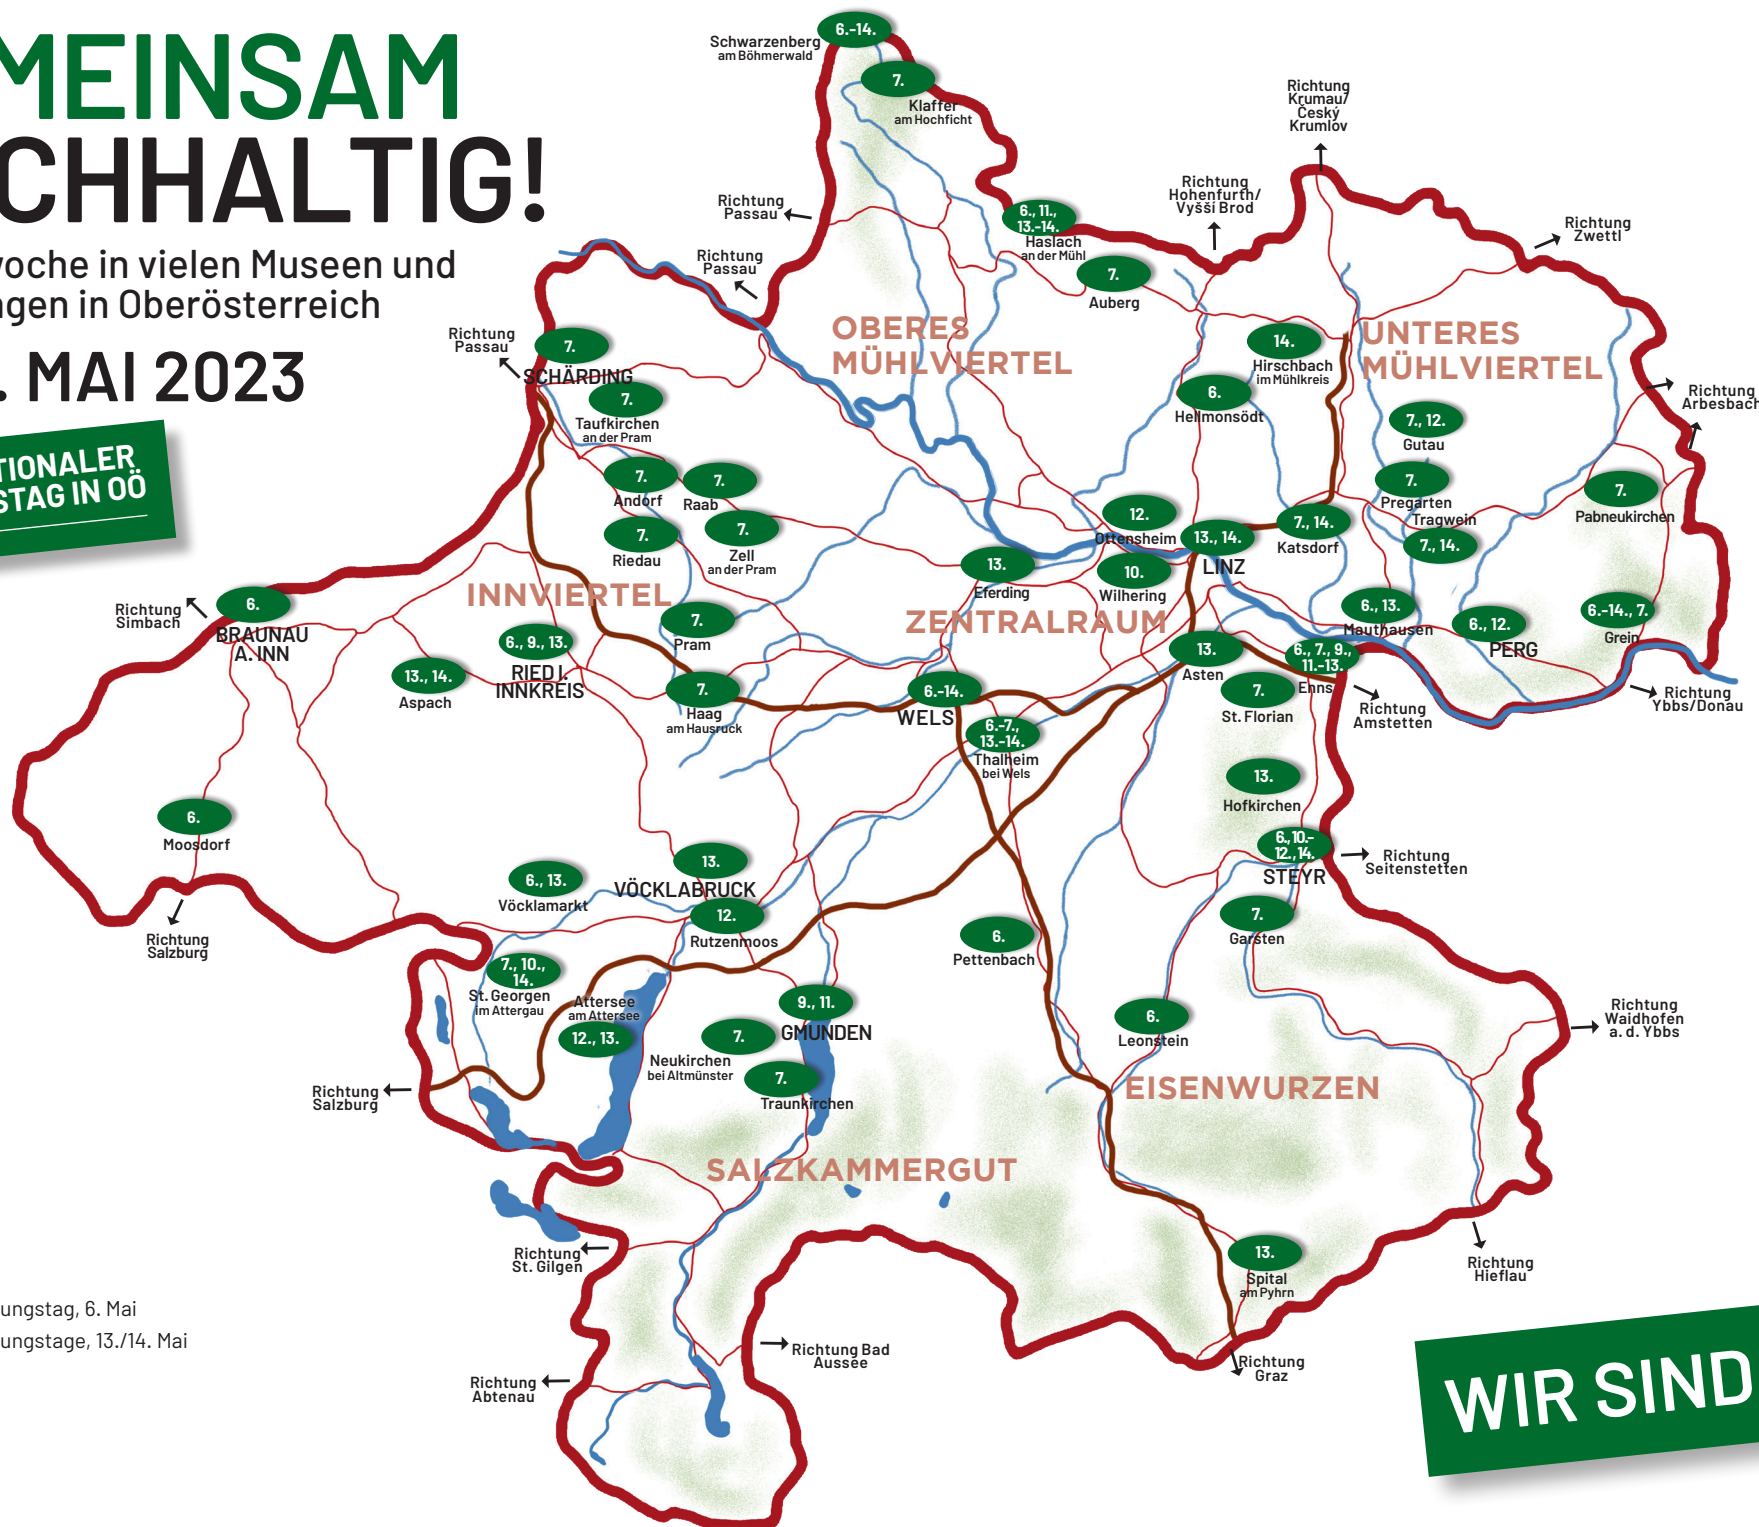 MEINSAM
CHHALTIG!
voche in vielen Museen und
ngen in Oberösterreich
. MAI 2023
TIONALER
STAG IN OÖ
6.-14.
Schwarzenberg
am Böhmerwald
7.
Klaffer
am Hochficht
Richtung
Krumau/
Český
Krumlov
Richtung
Passau
Richtung
Hohenfurth/
Vyšší Brod
6., 11.,
13.-14.
Haslach
an der Mühl
Richtung
Zwettl
Richtung
Passau
7.
Auberg
OBERES
MÜHLVIERTEL
14.
Hirschbach
im Mühlkreis
UNTERES
MÜHLVIERTEL
Richtung
Passau
7.
SCHÄRDING
7.
Taufkirchen
an der Pram
6.
Hellmonsödt
Richtung
Arbesbach
7., 12.
Gutau
7.
Andorf
7.
Raab
7.
Pregarten
7.
Pabneukirchen
7.
Riedau
7.
Zell
an der Pram
12.
Ottensheim
13., 14.
LINZ
7., 14.
Katsdorf
Tragwein
7., 14.
13.
Eferding
10.
Wilhering
INNVIERTEL
ZENTRALRAUM
Richtung
Simbach
6.
BRAUNAU
A. INN
6., 9., 13.
RIED I.
INNKREIS
7.
Pram
6., 13.
Mauthausen
6., 12.
PERG
6.-14., 7.
Grein
13., 14.
Aspach
7.
Haag
am Hausruck
6.-14.
WELS
13.
Asten
6., 7., 9.,
11.-13.
Enns
7.
St. Florian
Richtung
Amstetten
Richtung
Ybbs/Donau
6.-7.,
13.-14.
Thalheim
bei Wels
13.
Hofkirchen
6.
Moosdorf
6.,10.-
12.,14.
STEYR
Richtung
Seitenstetten
6., 13.
Vöcklamarkt
13.
VÖCKLABRUCK
12.
Rutzenmoos
7.
Garsten
6.
Pettenbach
Richtung
Salzburg
7., 10.,
14.
St. Georgen
im Attergau
Attersee
am Attersee
12., 13.
9., 11.
GMUNDEN
7.
Neukirchen
bei Altmünster
7.
Traunkirchen
6.
Leonstein
Richtung
Waidhofen
a. d. Ybbs
Richtung
Salzburg
EISENWURZEN
SALZKAMMERGUT
Richtung
St. Gilgen
13.
Spital
am Pyhrn
Richtung
Hieflau
ungstag, 6. Mai
ungstage, 13./14. Mai
Richtung Bad
Aussee
Richtung
Graz
Richtung
Abtenau
WIR SIND